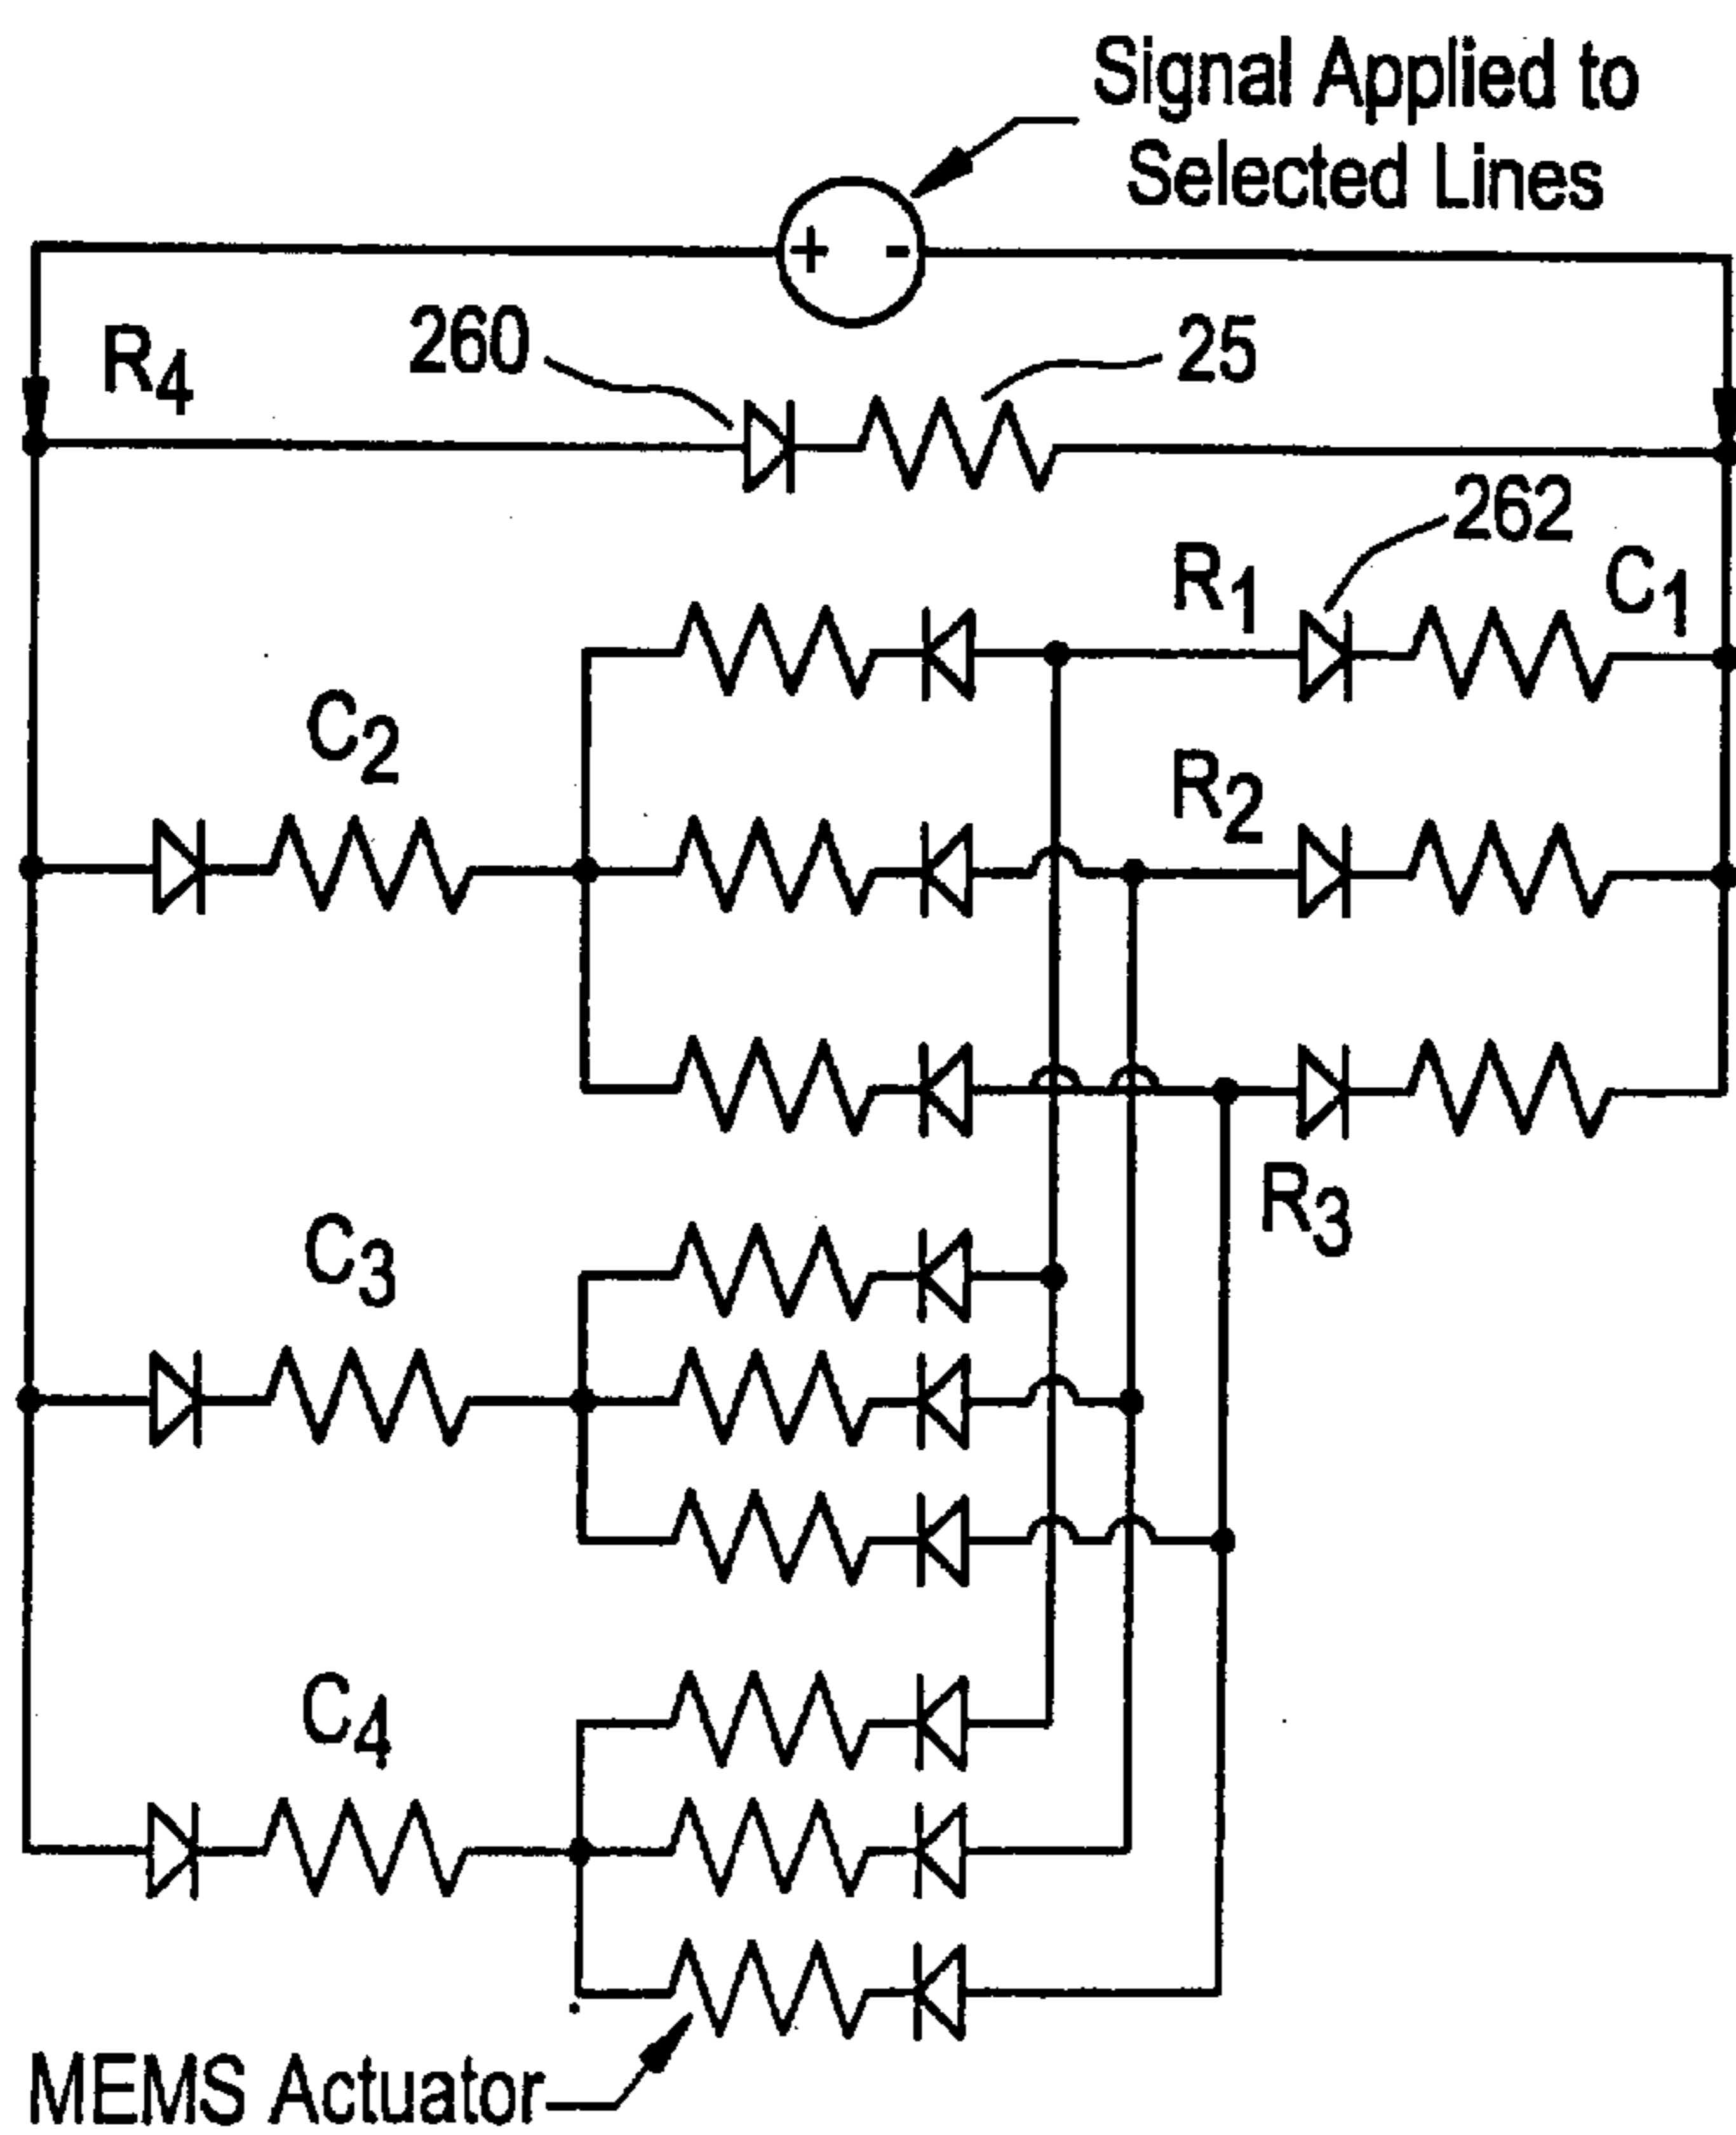 Signal Applied to
Selected Lines
+ -
R4
260
25
262
R1
C1
C2
R2
R3
C3
C4
MEMS Actuator